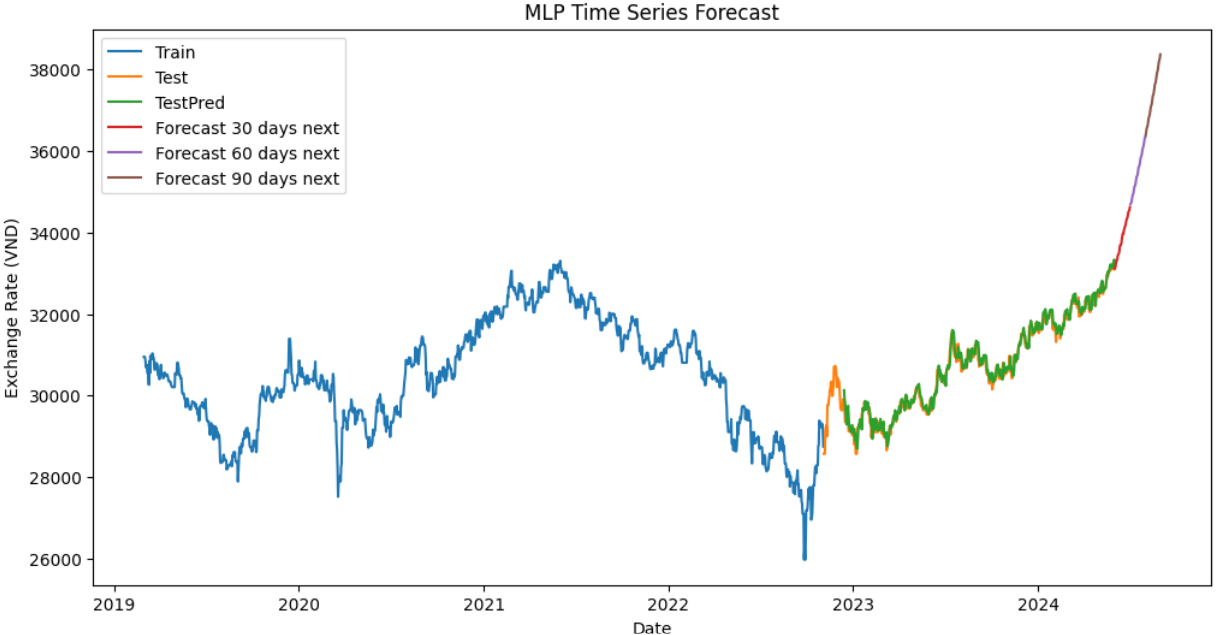 MLP Time Series Forecast
Train
Test
TestPred
Forecast 30 days next
Forecast 60 days next
Forecast 90 days next
Exchange Rate (VND)
38000
36000
34000
32000
30000
28000
26000
2019
2020
2021
2022
2023
2024
Date